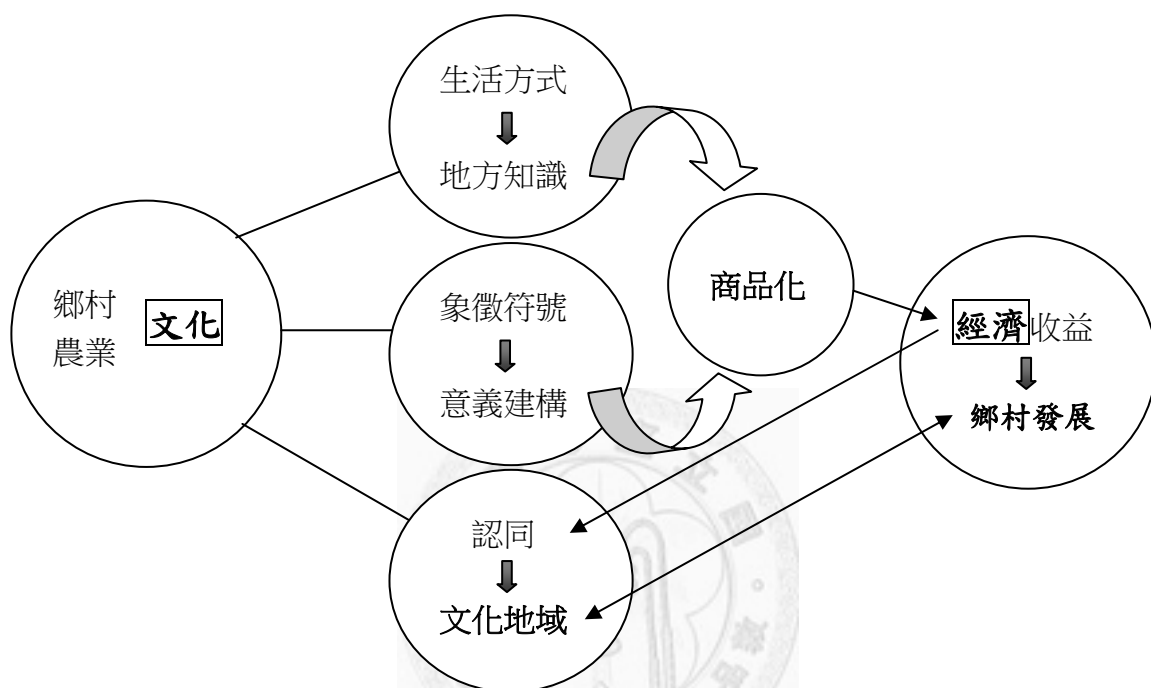 生活方式
地方知識
鄉村
農業
文化
象徵符號
意義建構
商品化
經濟收益
鄉村發展
認同
文化地域